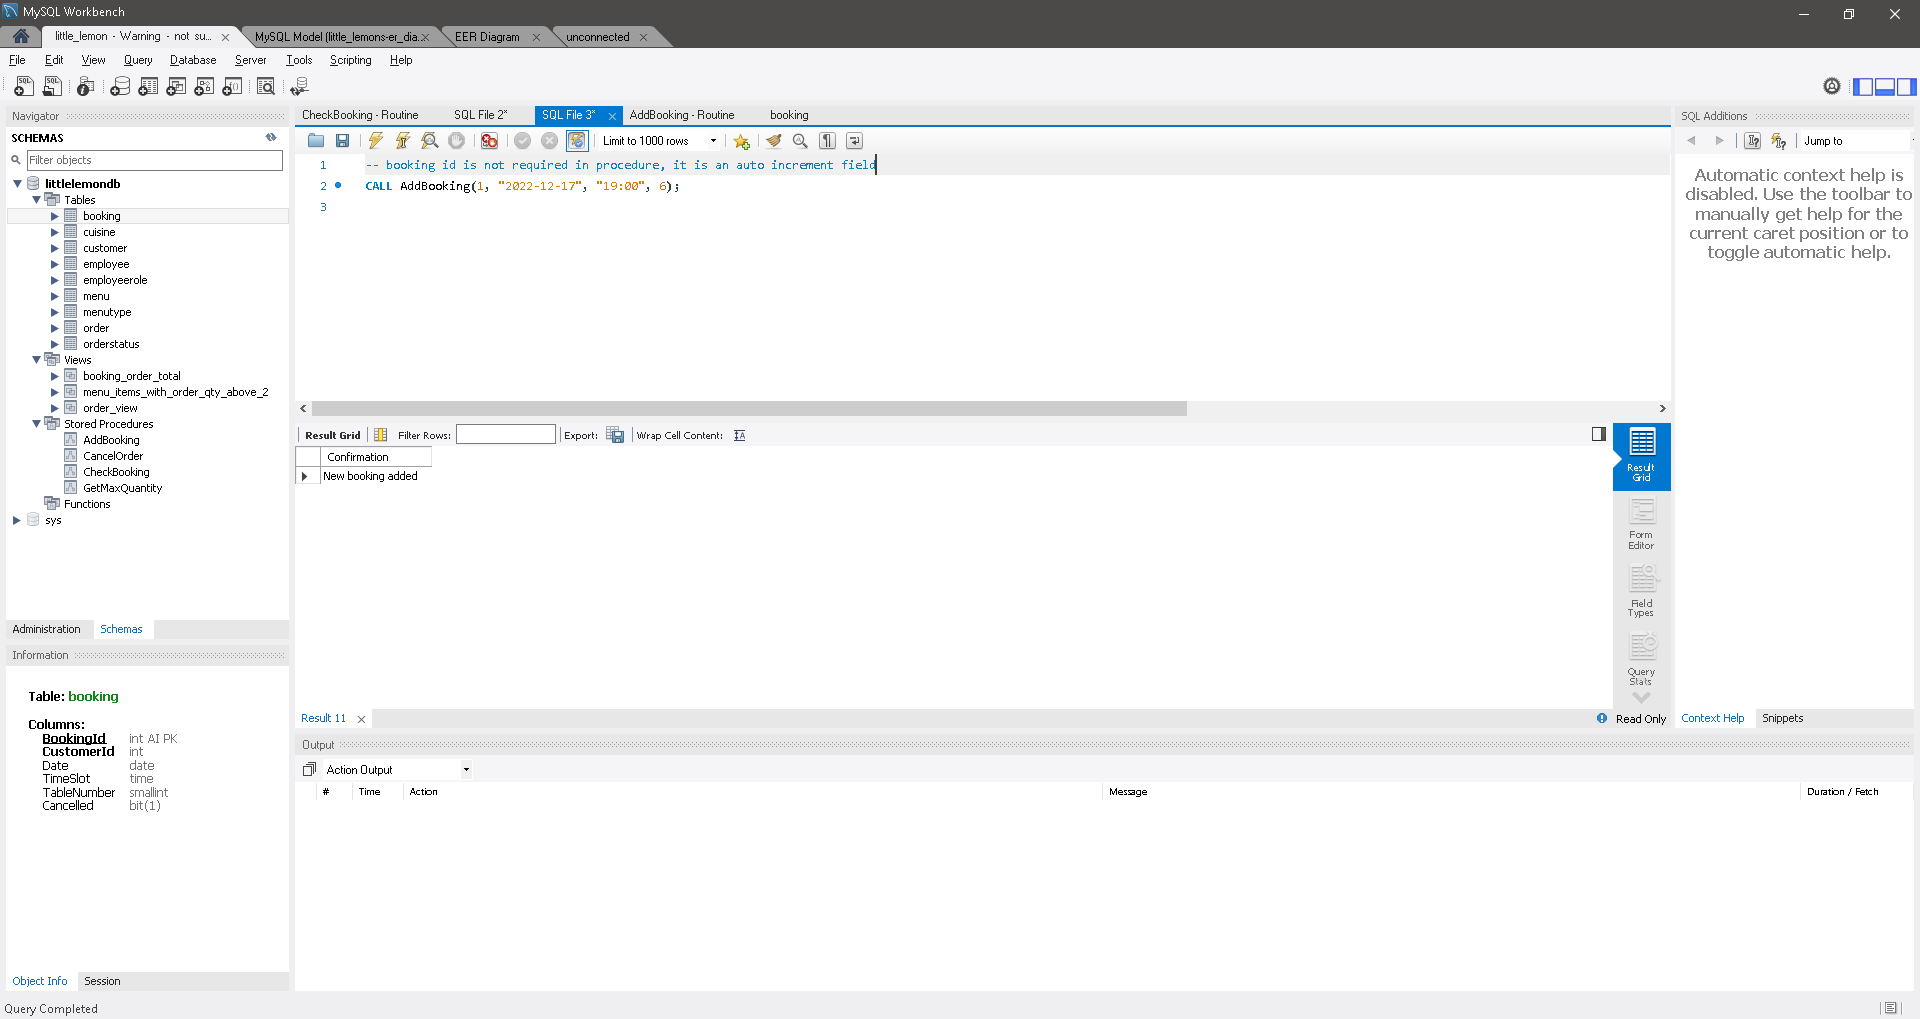 MySQL Workbench
little_lemon - Warning - not su...
MySQL Model (little_lemons-er_dia...
EER Diagram
unconnected
File Edit View Query Database Server Tools Scripting Help
Navigator
SCHEMAS
Filter objects
littlelemondb
Tables
booking
cuisine
customer
employee
employeerole
menu
menutype
order
orderstatus
Views
booking_order_total
menu_items_with_order_qty_above_2
order_view
Stored Procedures
AddBooking
CancelOrder
CheckBooking
GetMaxQuantity
Functions
sys
Administration Schemas
Information
Table: booking
Columns:
BookingId int AI PK
CustomerId int
Date date
TimeSlot time
TableNumber smallint
Cancelled bit(1)
Object Info Session
CheckBooking - Routine SQL File 2* SQL File 3* AddBooking - Routine booking
Limit to 1000 rows
1 -- booking id is not required in procedure, it is an auto increment field
2 CALL AddBooking(1, "2022-12-17", "19:00", 6);
3
Result Grid Filter Rows: Export: Wrap Cell Content:
Confirmation
New booking added
Result Grid
Form Editor
Field Types
Query Stats
Result 11
Read Only
Output
Action Output
# Time Action Message Duration / Fetch
SQL Additions
Jump to
Automatic context help is
disabled. Use the toolbar to
manually get help for the
current caret position or to
toggle automatic help.
Context Help Snippets
Query Completed